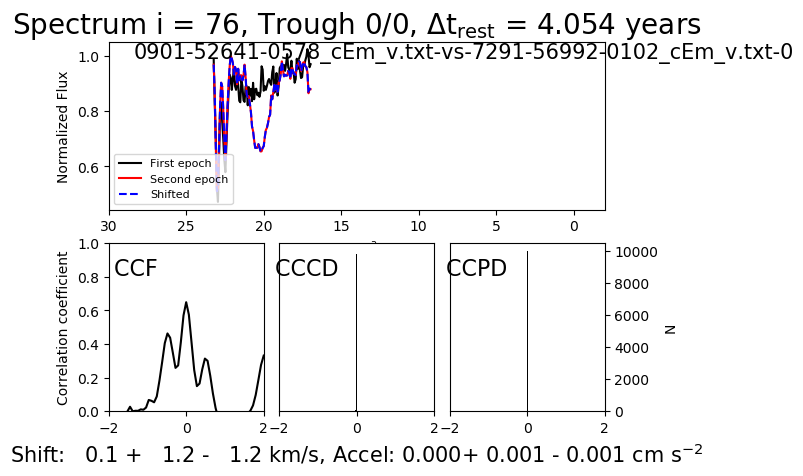 Spectrum i = 76, Trough 0/0, Δt_rest = 4.054 years
0901-52641-0578_cEm_v.txt-vs-7291-56992-0102_cEm_v.txt-0
Normalized Flux
1.0
0.8
0.6
First epoch
Second epoch
Shifted
30 25 20 15 10 5 0
Correlation coefficient
1.0
0.8
0.6
0.4
0.2
0.0
CCF
CCCD
CCPD
10000
8000
6000
4000
2000
0
N
−2 0 2
−2 0 2
−2 0 2
Shift: 0.1 + 1.2 - 1.2 km/s, Accel: 0.000+ 0.001 - 0.001 cm s⁻²